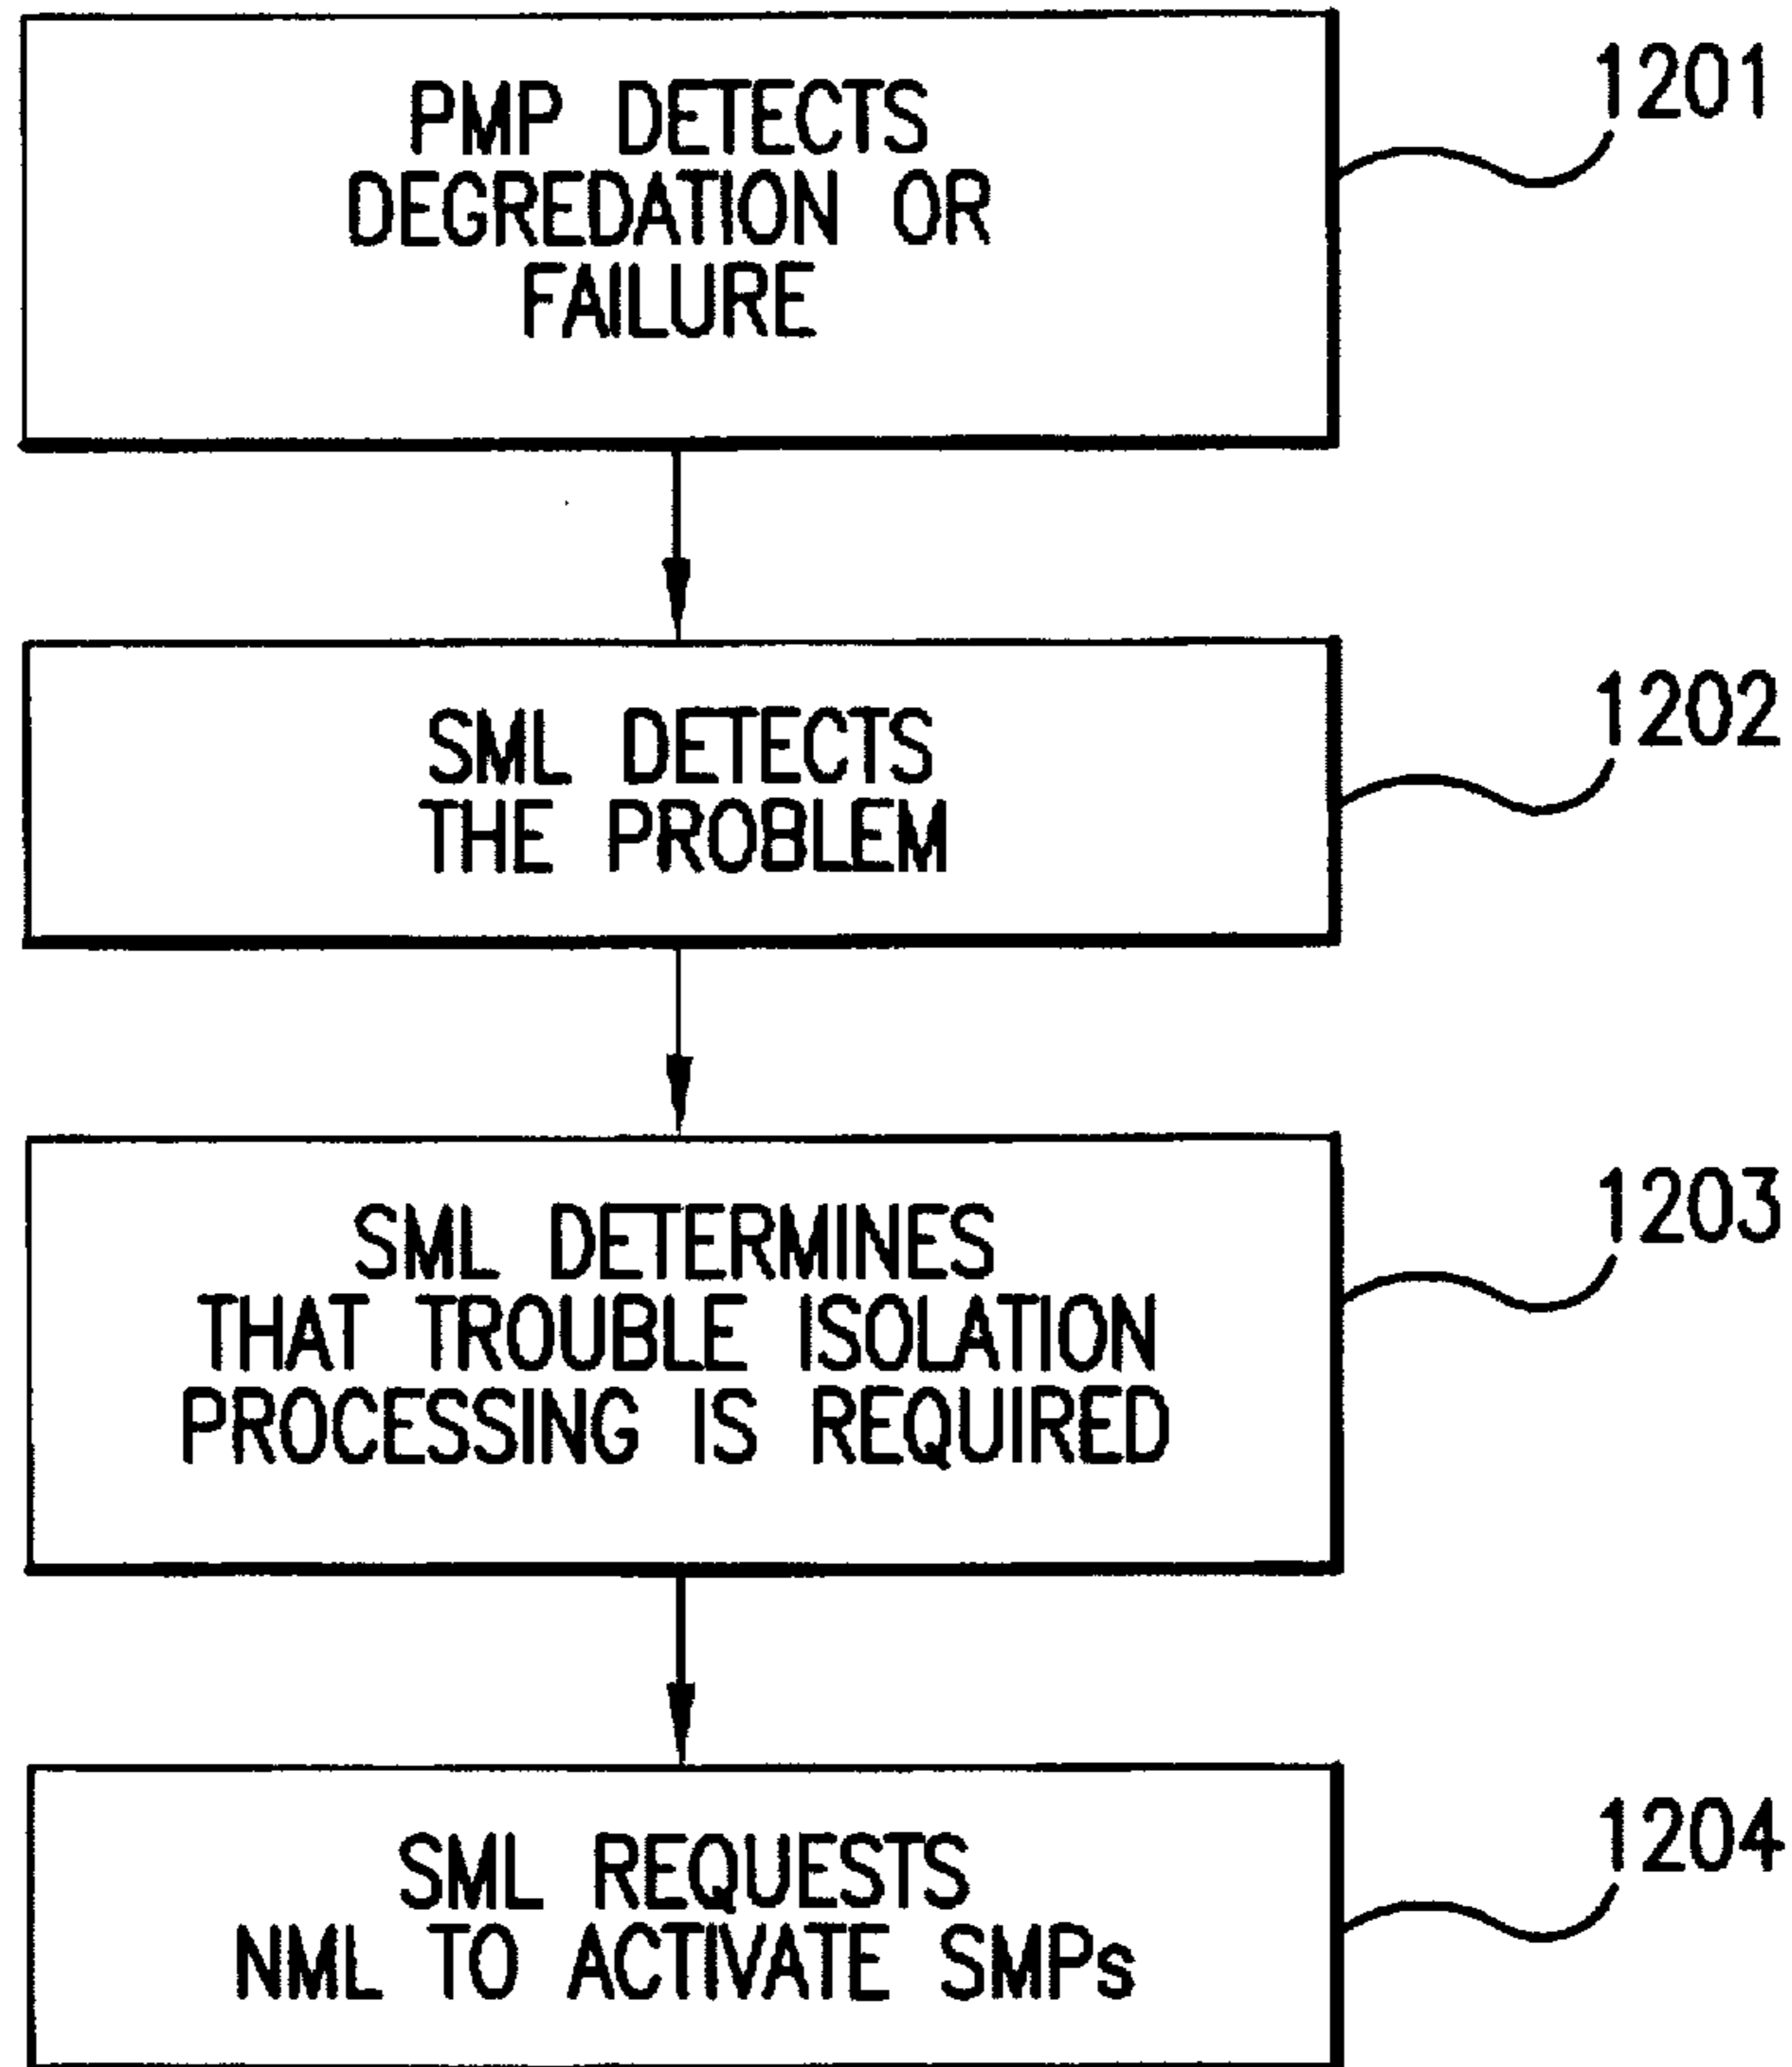 PMP DETECTS
DEGREDATION OR
FAILURE
1201
SML DETECTS
THE PROBLEM
1202
SML DETERMINES
THAT TROUBLE ISOLATION
PROCESSING IS REQUIRED
1203
SML REQUESTS
NML TO ACTIVATE SMPs
1204